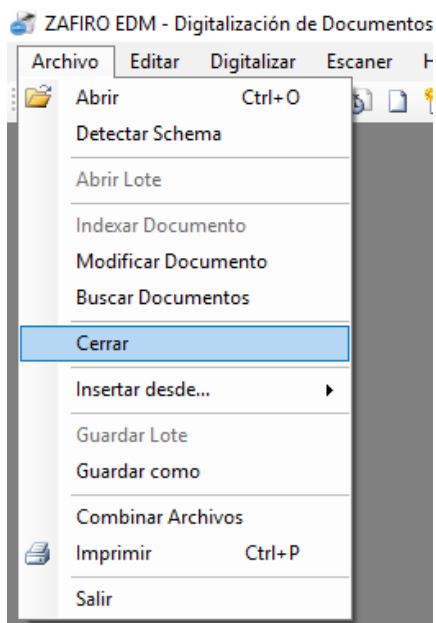 ZAFIRO EDM - Digitalización de Documentos
Archivo Editar Digitalizar Escaner
Abrir Ctrl+O
Detectar Schema
Abrir Lote
Indexar Documento
Modificar Documento
Buscar Documentos
Cerrar
Insertar desde...
Guardar Lote
Guardar como
Combinar Archivos
Imprimir Ctrl+P
Salir